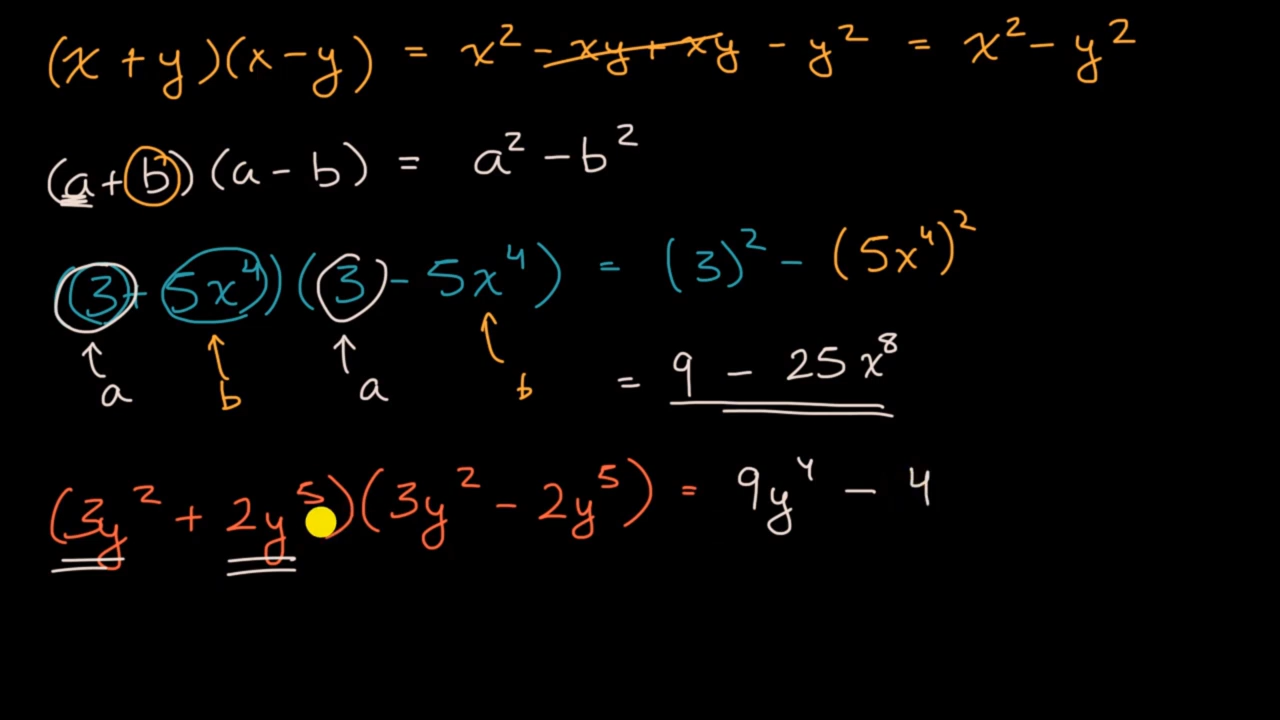 (x + y)(x - y) = x² - xy + xy - y² = x² - y²
(a + b)(a - b) = a² - b²
(3 + 5x⁴)(3 - 5x⁴) = (3)² - (5x⁴)²
a b a b = 9 - 25x⁸
(3y² + 2y⁵)(3y² - 2y⁵) = 9y⁴ - 4